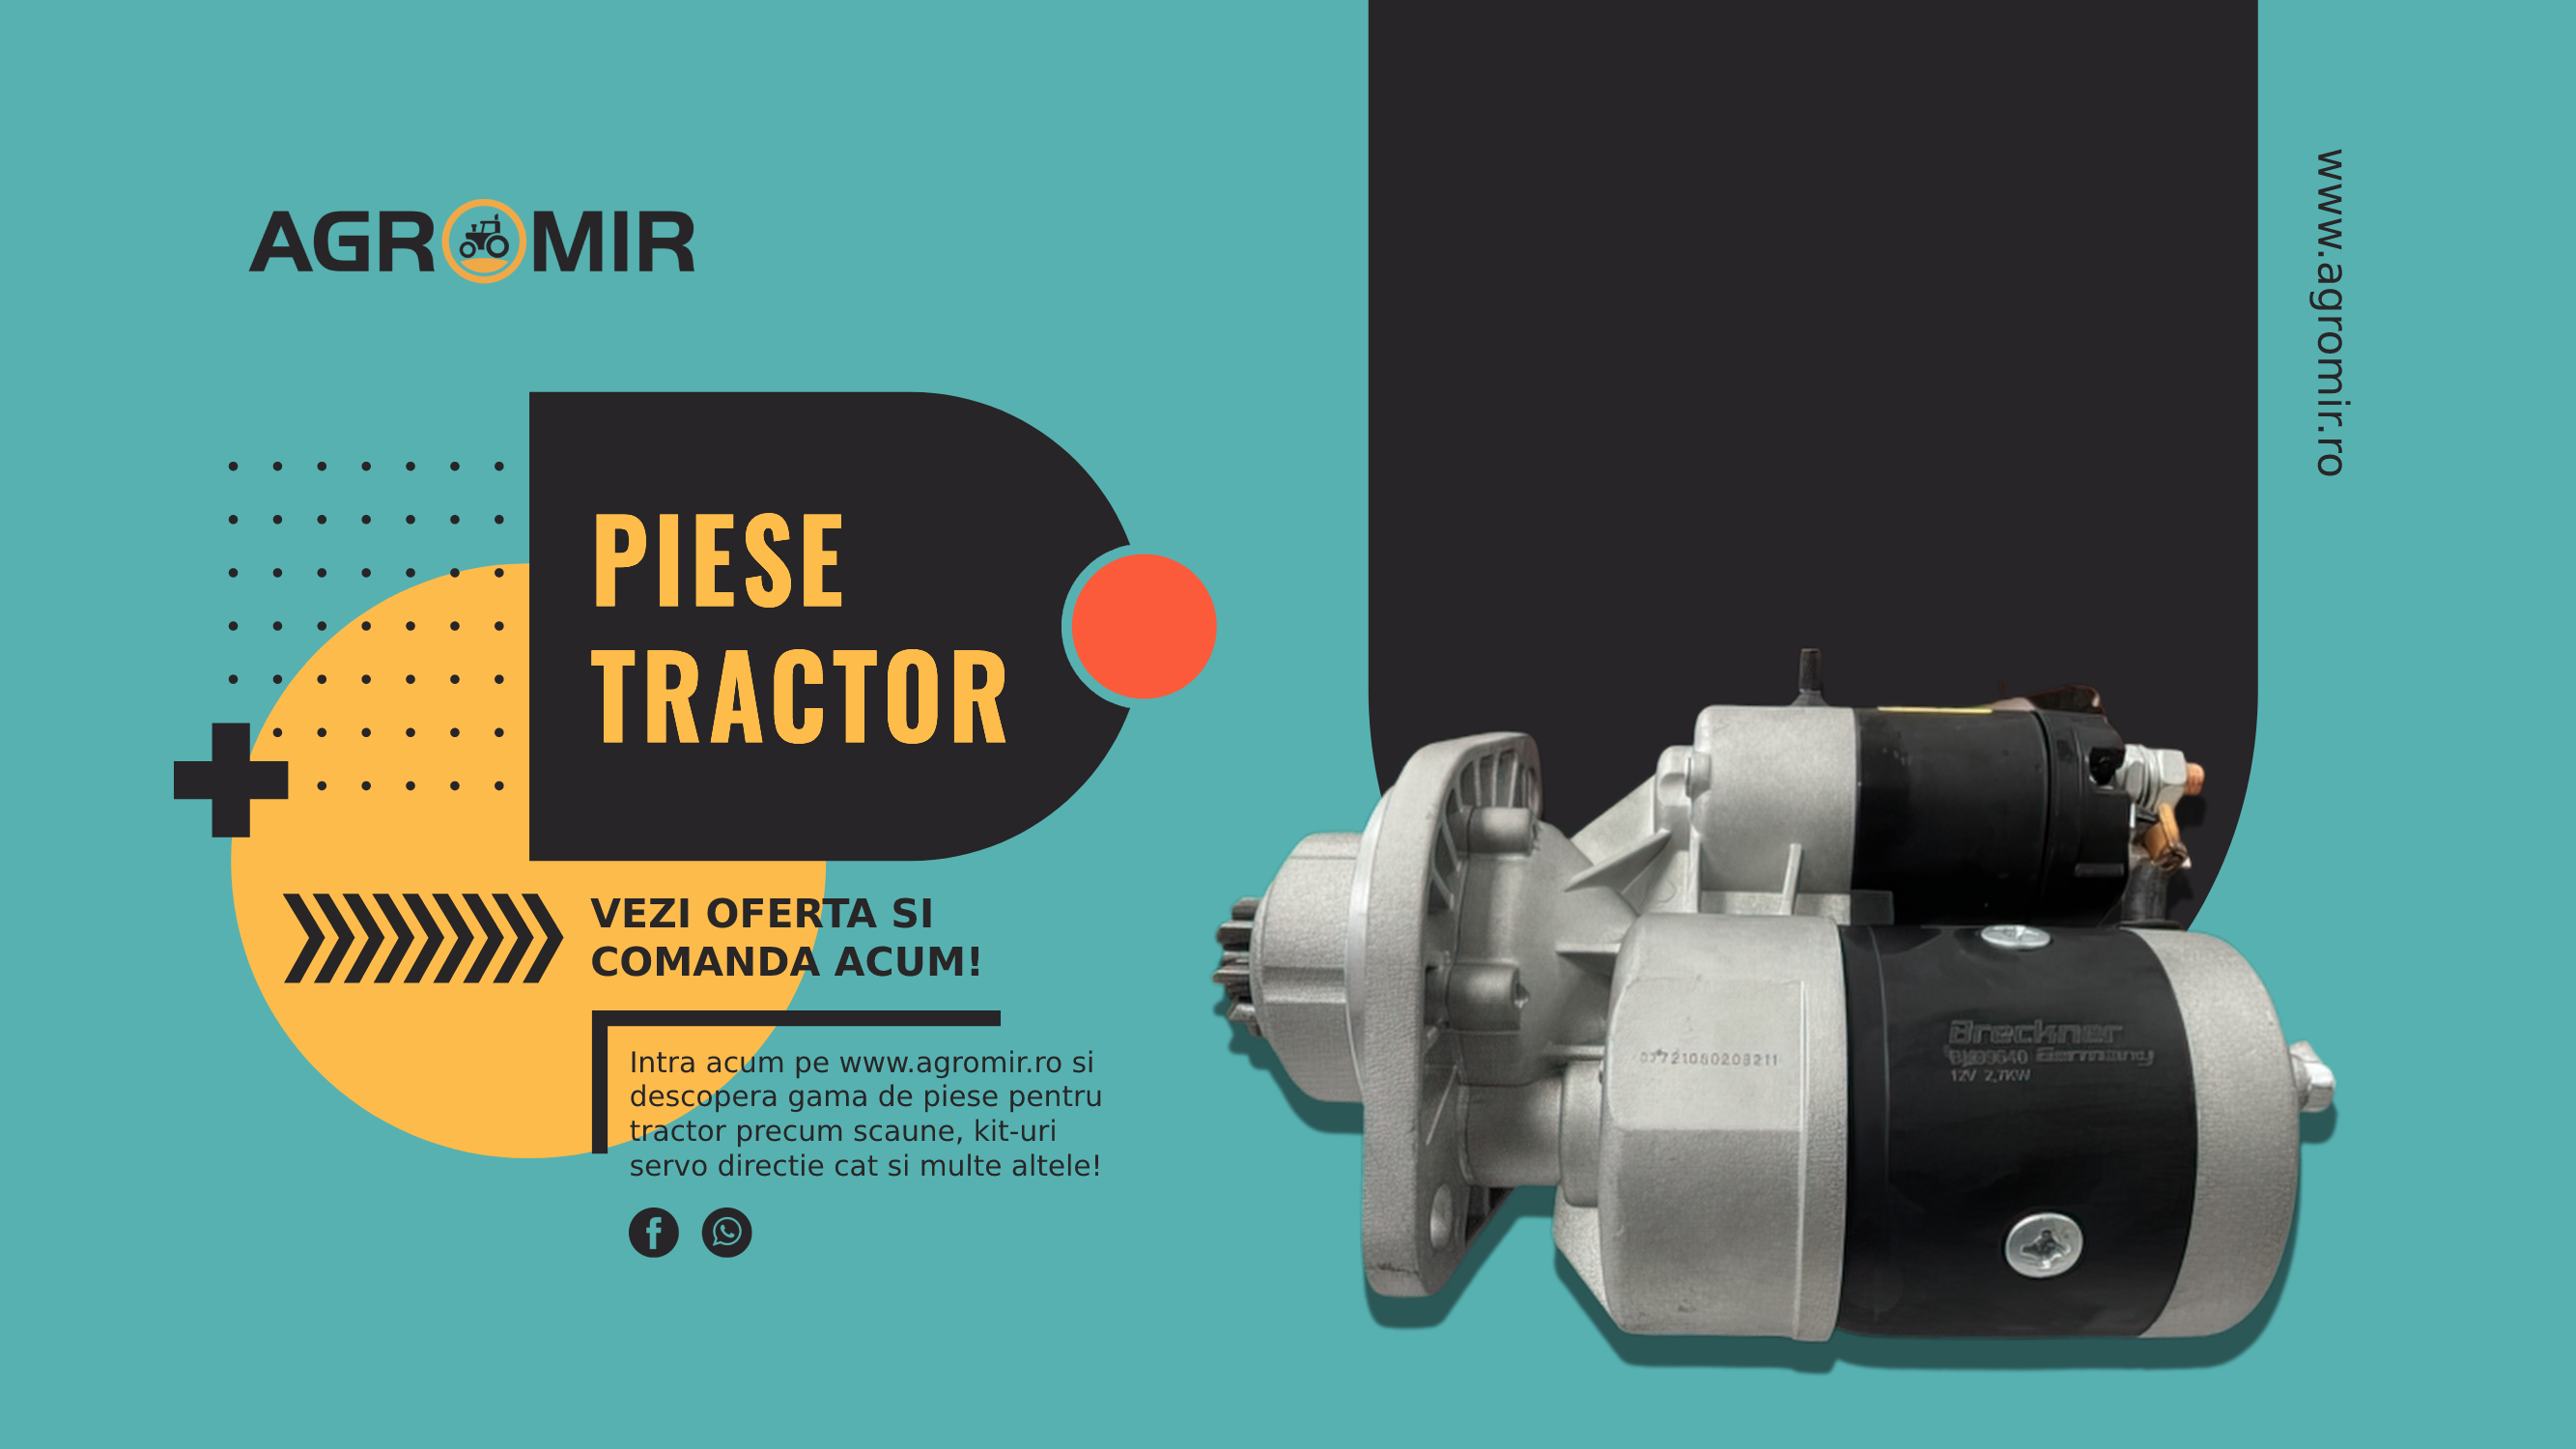 AGROMIR
www.agromir.ro
PIESE
TRACTOR
VEZI OFERTA SI
COMANDA ACUM!
Intra acum pe www.agromir.ro si
descopera gama de piese pentru
tractor precum scaune, kit-uri
servo directie cat si multe altele!
Breckner
Germany
12V 2,7KW